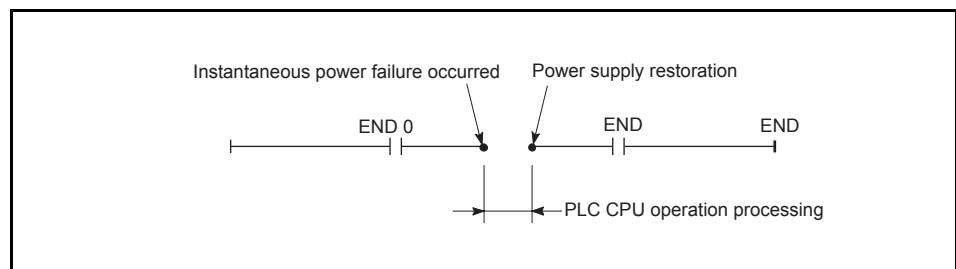 Instantaneous power failure occurred
Power supply restoration
END 0
END
END
PLC CPU operation processing